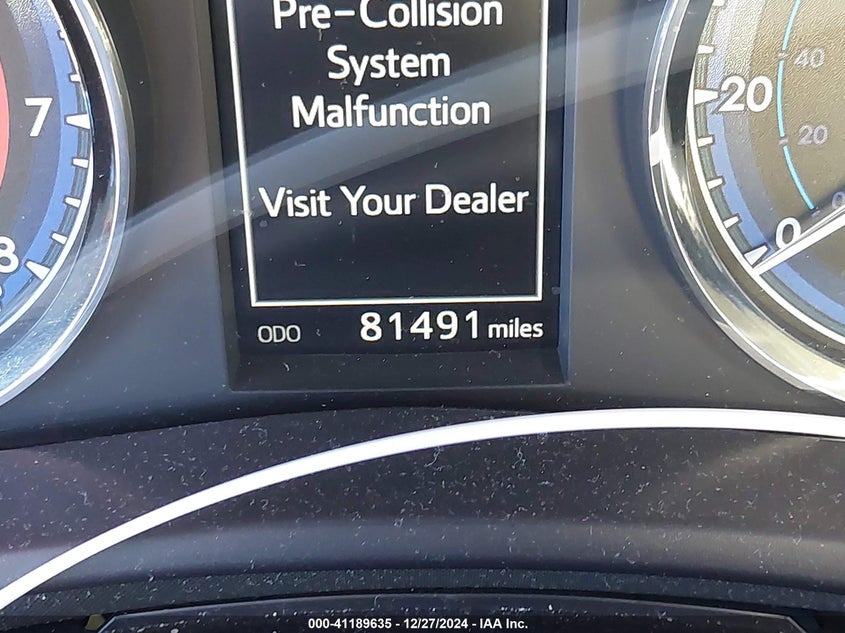 Pre-Collision
System
Malfunction
Visit Your Dealer
ODO 81491 miles
7
8
20
0
40
20
0
000-41189635 - 12/27/2024 - IAA Inc.